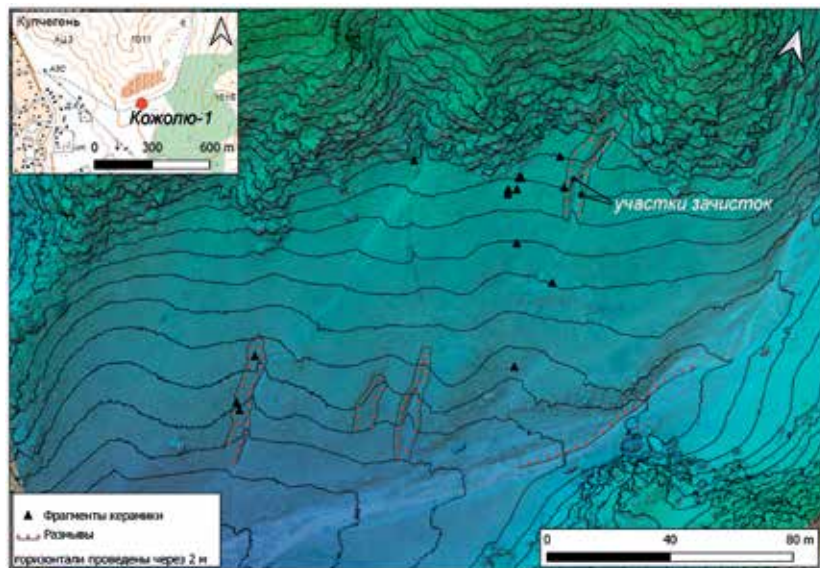 Купчегень
1011
Кожолю-1
0 300 600 m
участки зачисток
Фрагменты керамики
Размывы
горизонтали проведены через 2 м
0 40 80 m